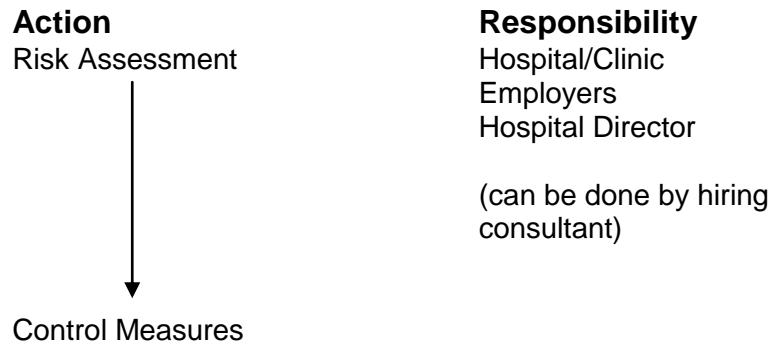 Action
Risk Assessment
Responsibility
Hospital/Clinic
Employers
Hospital Director
(can be done by hiring
consultant)
Control Measures